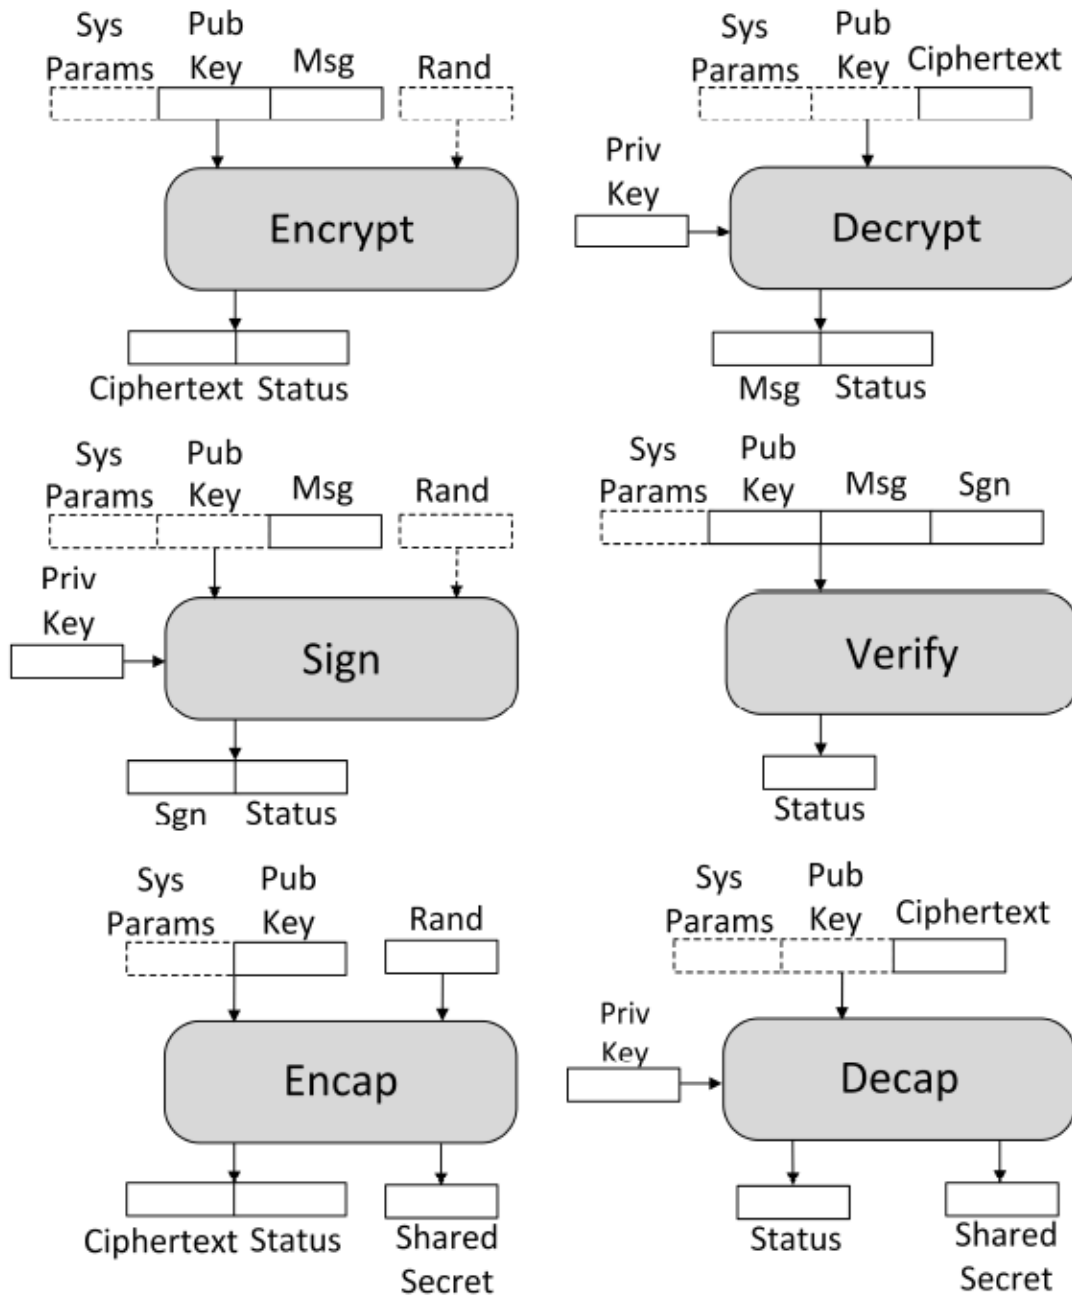 Sys
Params
Pub
Key
Msg
Rand
Encrypt
Ciphertext Status
Sys
Params
Pub
Key
Ciphertext
Priv
Key
Decrypt
Msg Status
Sys
Params
Pub
Key
Msg
Rand
Priv
Key
Sign
Sgn Status
Sys
Params
Pub
Key
Msg
Sgn
Verify
Status
Sys
Params
Pub
Key
Rand
Encap
Ciphertext Status
Shared
Secret
Sys
Params
Pub
Key
Ciphertext
Priv
Key
Decap
Status
Shared
Secret